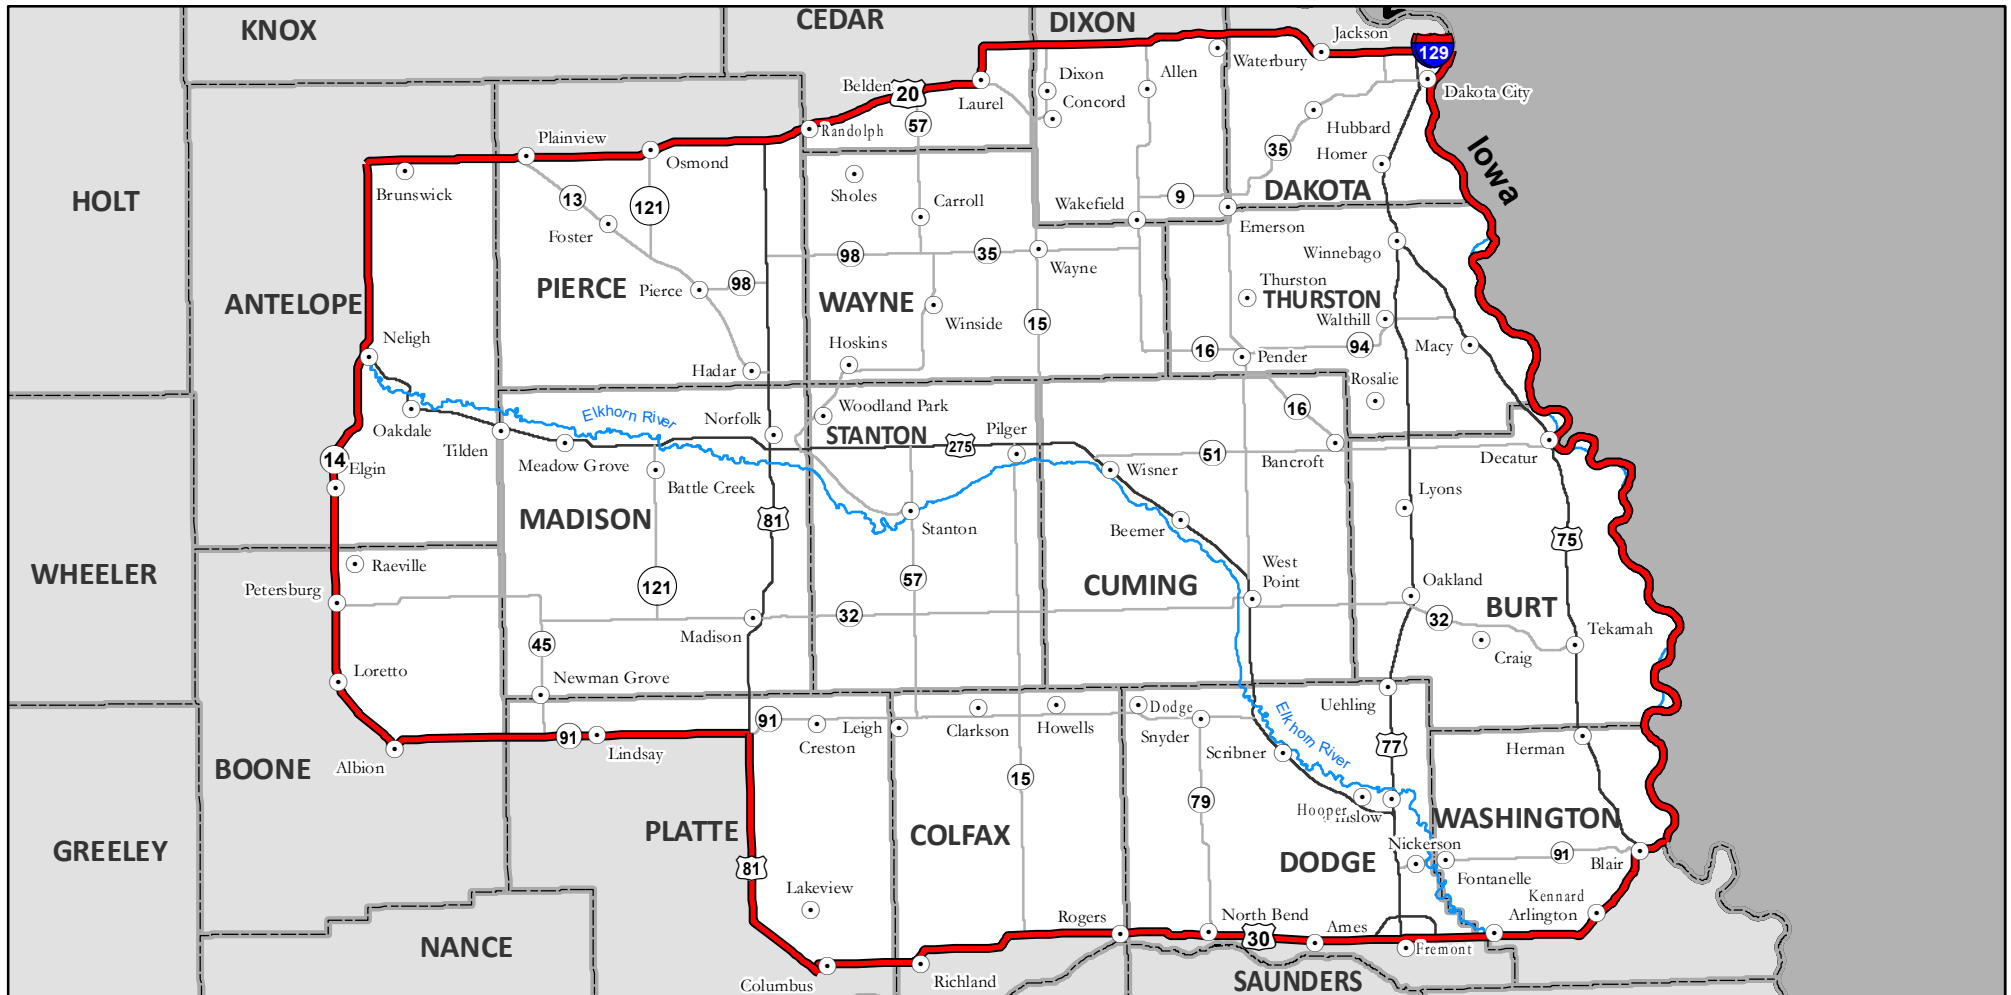 KNOX
CEDAR
DIXON
Jackson
129
Waterbury
Dixon
Allen
Belden
20
Laurel
Concord
Dakota City
57
Randolph
Hubbard
Plainview
Osmond
35
Homer
Iowa
Brunswick
Sholes
HOLT
13
121
Carroll
Wakefield
9
DAKOTA
Foster
Emerson
98
35
Wayne
Winnebago
Thurston
ANTELOPE
PIERCE
Pierce
98
WAYNE
THURSTON
Winside
15
Walthill
Neligh
Hoskins
16
Pender
94
Macy
Hadar
Rosalie
Elkhorn River
Norfolk
Woodland Park
16
Oakdale
Tilden
STANTON
Pilger
275
51
Bancroft
Decatur
14
Elgin
Meadow Grove
Wisner
Battle Creek
Lyons
MADISON
81
Stanton
Beemer
75
WHEELER
Raeville
West
Point
Petersburg
121
57
CUMING
Oakland
BURT
32
32
Madison
Tekamah
45
Craig
Loretto
Newman Grove
Uehling
91
Creston
Leigh
Clarkson
Howells
Dodge
Snyder
Elkhorn River
91
Lindsay
Scribner
77
Herman
Albion
BOONE
15
79
Hooper
nslow
WASHINGTON
PLATTE
COLFAX
Nickerson
GREELEY
81
DODGE
91
Blair
Fontanelle
Lakeview
Kennard
Rogers
North Bend
Ames
Arlington
30
NANCE
Fremont
Columbus
Richland
SAUNDERS